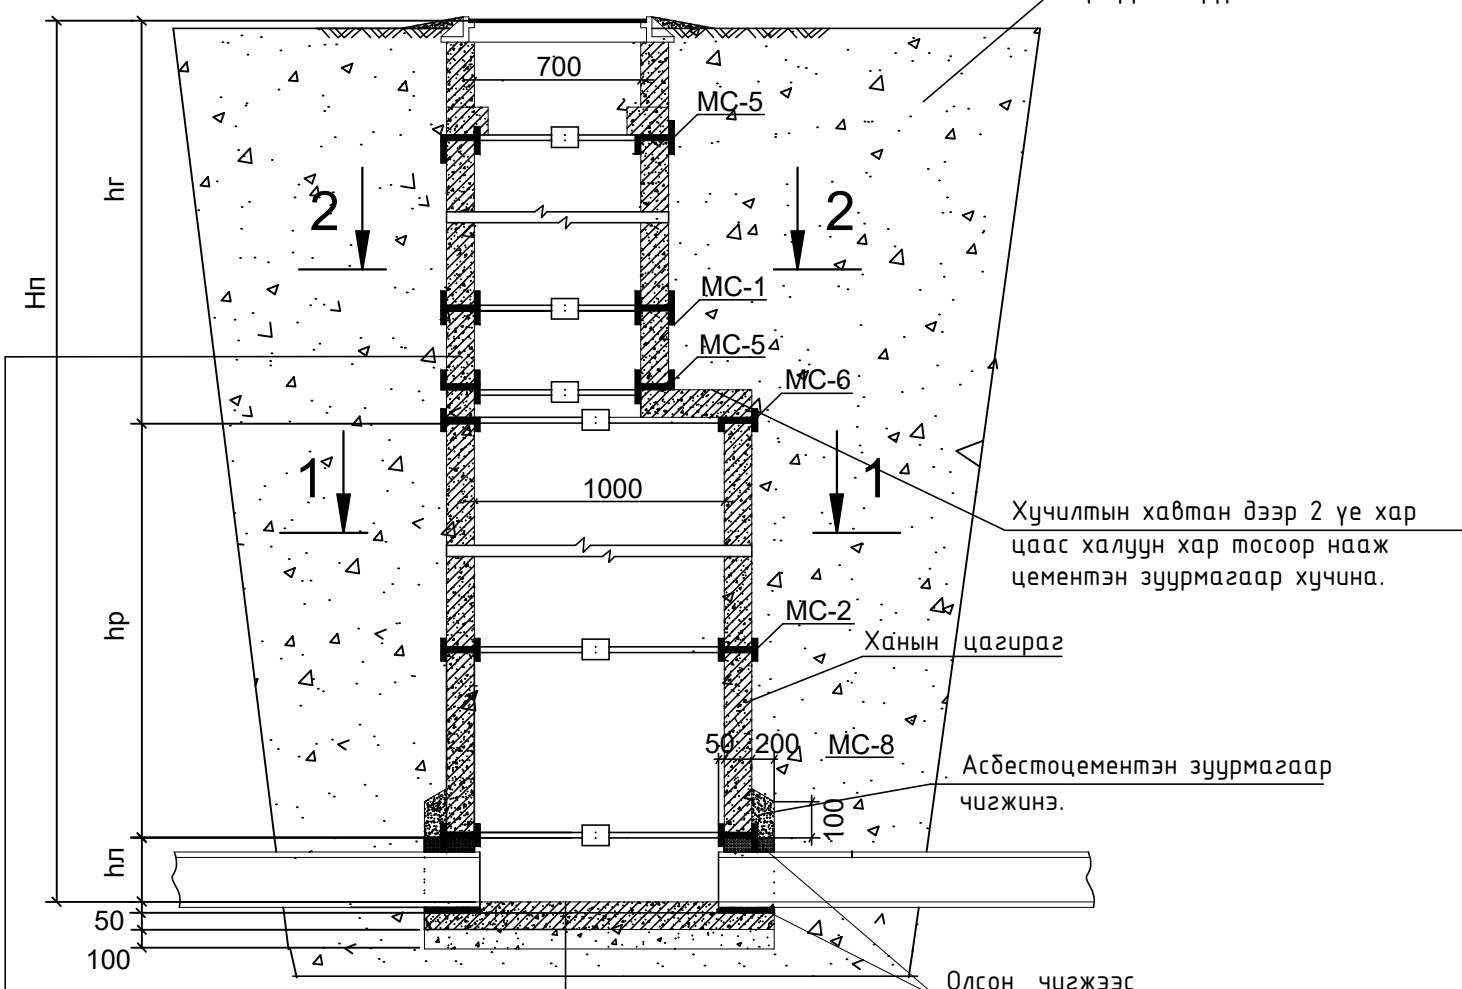 700
МС-5
hг
2
2
Нп
МС-1
МС-5
МС-6
1
1
1000
Хучилтын хавтан дээр 2 үе хар
цаас халуун хар тосоор нааж
цементэн зуурмагаар хучина.
МС-2
hр
Ханын цагираг
50 200 МС-8
Асбестоцементэн зуурмагаар
чигжинэ.
100
hл
50
100
Олсон чигжээс